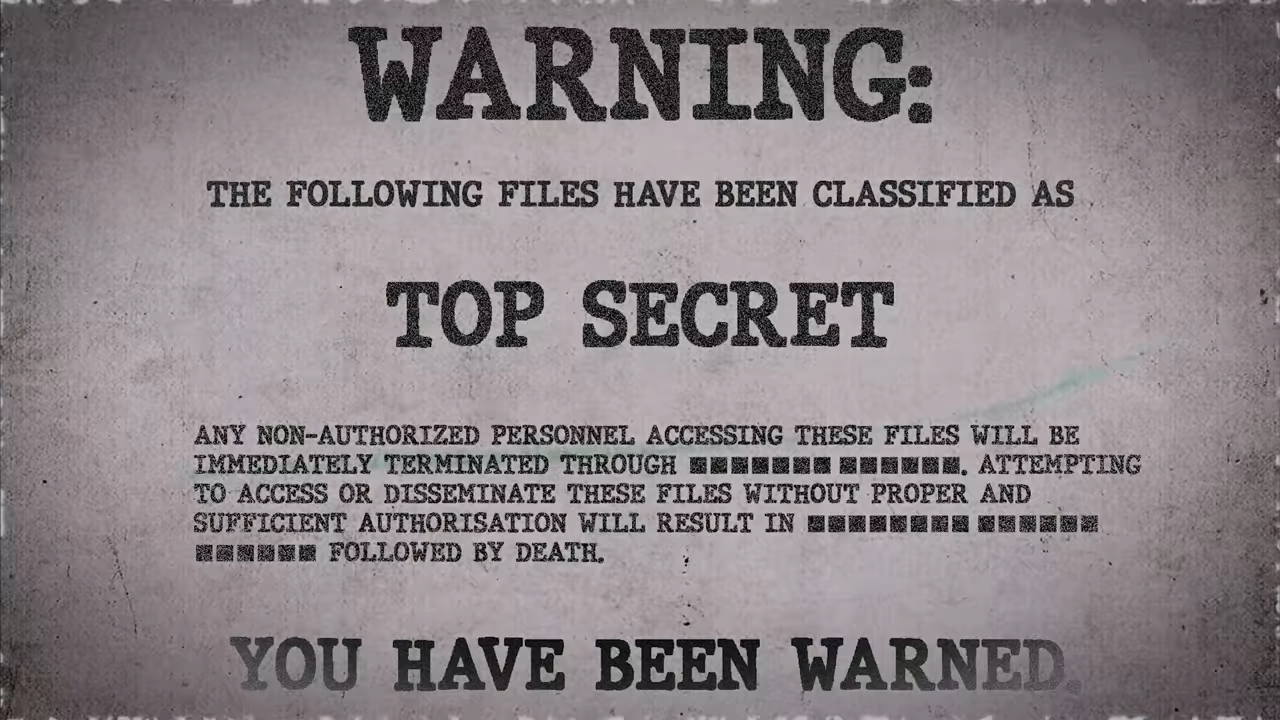 WARNING:
THE FOLLOWING FILES HAVE BEEN CLASSIFIED AS
TOP SECRET
ANY NON-AUTHORIZED PERSONNEL ACCESSING THESE FILES WILL BE
IMMEDIATELY TERMINATED THROUGH ■■■■■■■ ■■■■■■. ATTEMPTING
TO ACCESS OR DISSEMINATE THESE FILES WITHOUT PROPER AND
SUFFICIENT AUTHORISATION WILL RESULT IN ■■■■■■■■ ■■■■■■
■■■■■■ FOLLOWED BY DEATH.
YOU HAVE BEEN WARNED.